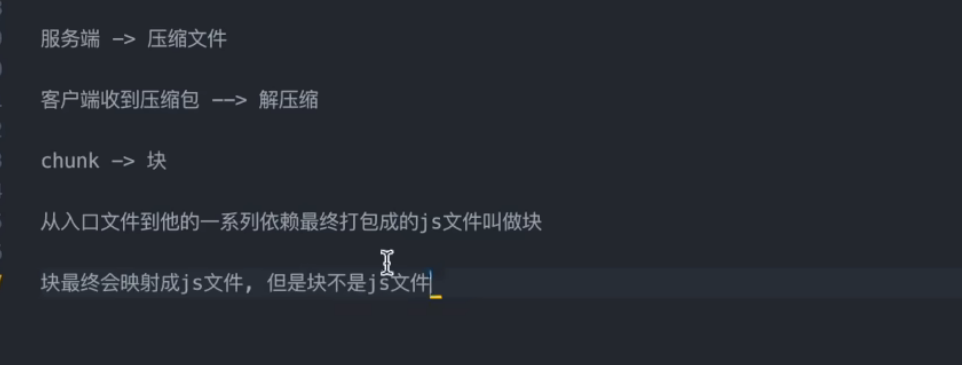 服务端 -> 压缩文件
客户端收到压缩包 --> 解压缩
chunk -> 块
从入口文件到他的一系列依赖最终打包成的js文件叫做块
块最终会映射成js文件, 但是块不是js文件